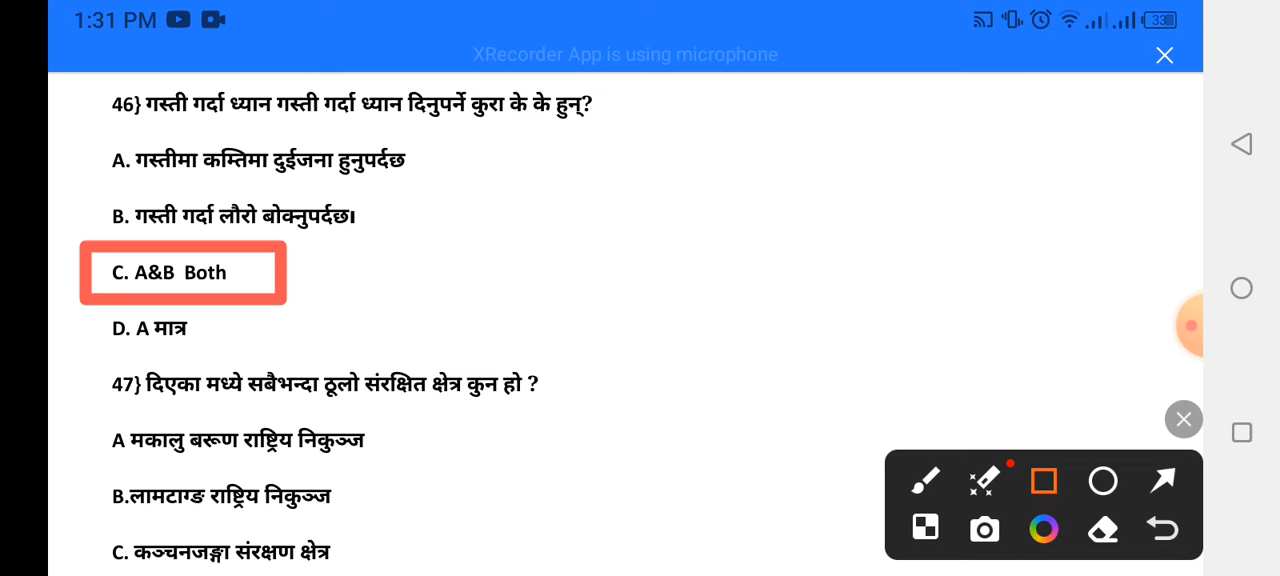 1:31 PM
33
XRecorder App is using microphone
46} गस्ती गर्दा ध्यान गस्ती गर्दा ध्यान दिनुपर्ने कुरा के के हुन्?
A. गस्तीमा कम्तिमा दुईजना हुनुपर्दछ
B. गस्ती गर्दा लौरो बोक्नुपर्दछ।
C. A&B Both
D. A मात्र
47} दिएका मध्ये सबैभन्दा ठूलो संरक्षित क्षेत्र कुन हो ?
A मकालु बरूण राष्ट्रिय निकुञ्ज
B.लामटाग्ङ राष्ट्रिय निकुञ्ज
C. कञ्चनजङ्घा संरक्षण क्षेत्र